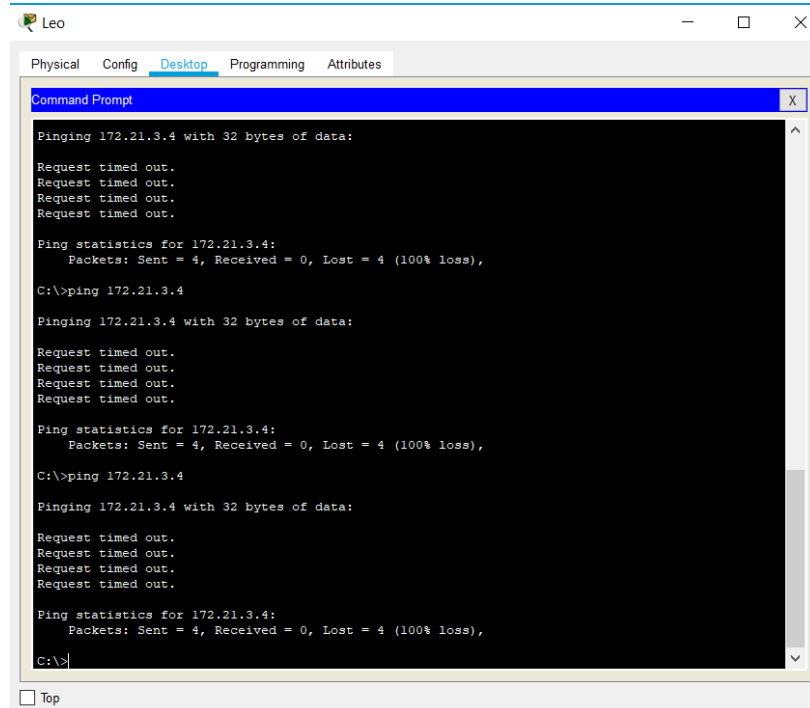 Leo
Physical Config Desktop Programming Attributes
Command Prompt
X
Pinging 172.21.3.4 with 32 bytes of data:
Request timed out.
Request timed out.
Request timed out.
Request timed out.
Ping statistics for 172.21.3.4:
Packets: Sent = 4, Received = 0, Lost = 4 (100% loss),
C:\>ping 172.21.3.4
Pinging 172.21.3.4 with 32 bytes of data:
Request timed out.
Request timed out.
Request timed out.
Request timed out.
Ping statistics for 172.21.3.4:
Packets: Sent = 4, Received = 0, Lost = 4 (100% loss),
C:\>ping 172.21.3.4
Pinging 172.21.3.4 with 32 bytes of data:
Request timed out.
Request timed out.
Request timed out.
Request timed out.
Ping statistics for 172.21.3.4:
Packets: Sent = 4, Received = 0, Lost = 4 (100% loss),
C:\>
Top